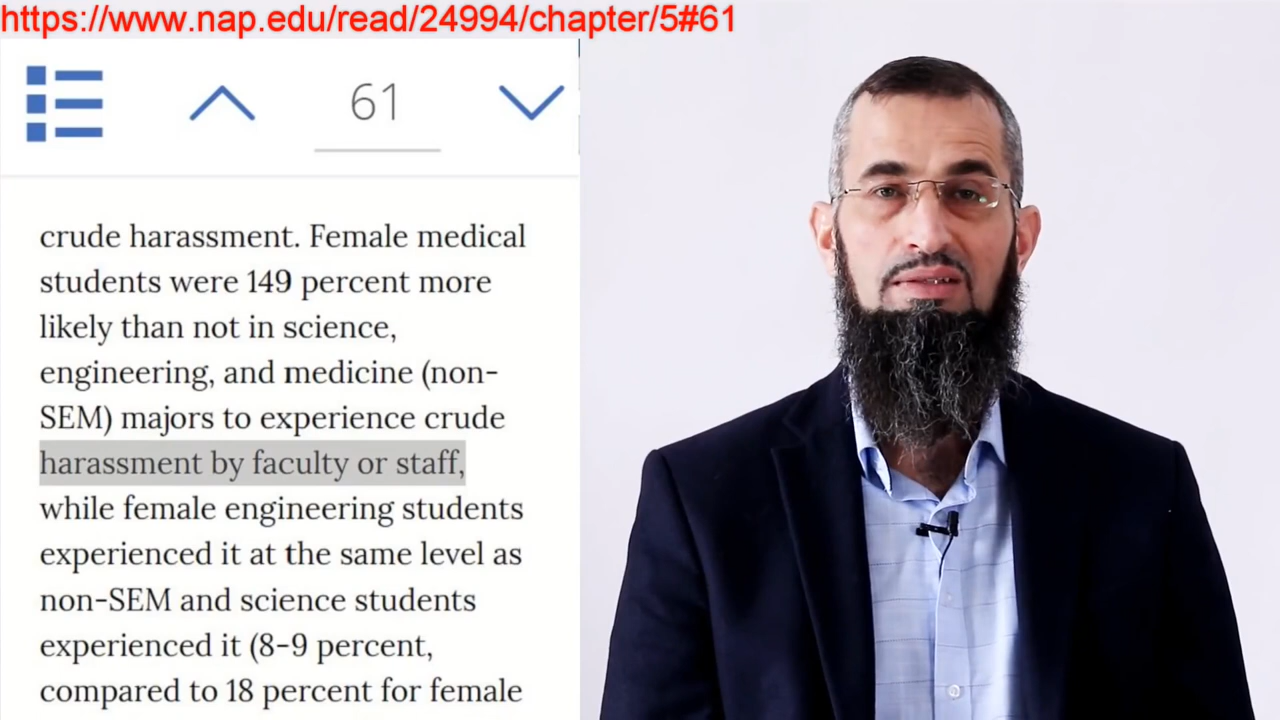 https://www.nap.edu/read/24994/chapter/5#61
61
crude harassment. Female medical
students were 149 percent more
likely than not in science,
engineering, and medicine (non-
SEM) majors to experience crude
harassment by faculty or staff,
while female engineering students
experienced it at the same level as
non-SEM and science students
experienced it (8-9 percent,
compared to 18 percent for female